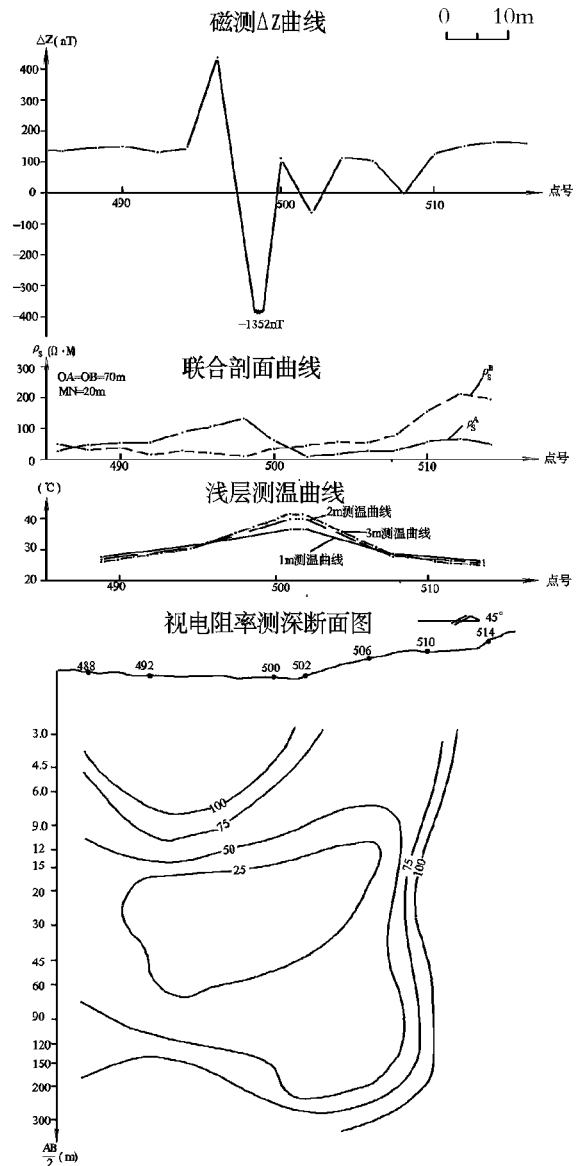 磁测ΔZ曲线
0 10m
ΔZ(nT)
400
300
200
100
0
-100
-200
-300
-400
490 500 510 点号
-1352nT
ρs(Ω·M)
联合剖面曲线
300
200
100
0
OA=OB=70m
MN=20m
ρsᴮ
ρsᴬ
490 500 510 点号
浅层测温曲线
(℃)
40
30
20
2m测温曲线
3m测温曲线
1m测温曲线
490 500 510 点号
视电阻率测深断面图
45°
488 492 500 502 506 510 514
3.0
4.5
6.0
9.0
12
15
20
30
45
60
90
120
150
200
300
100
75
50
25
75
100
AB/2 (m)